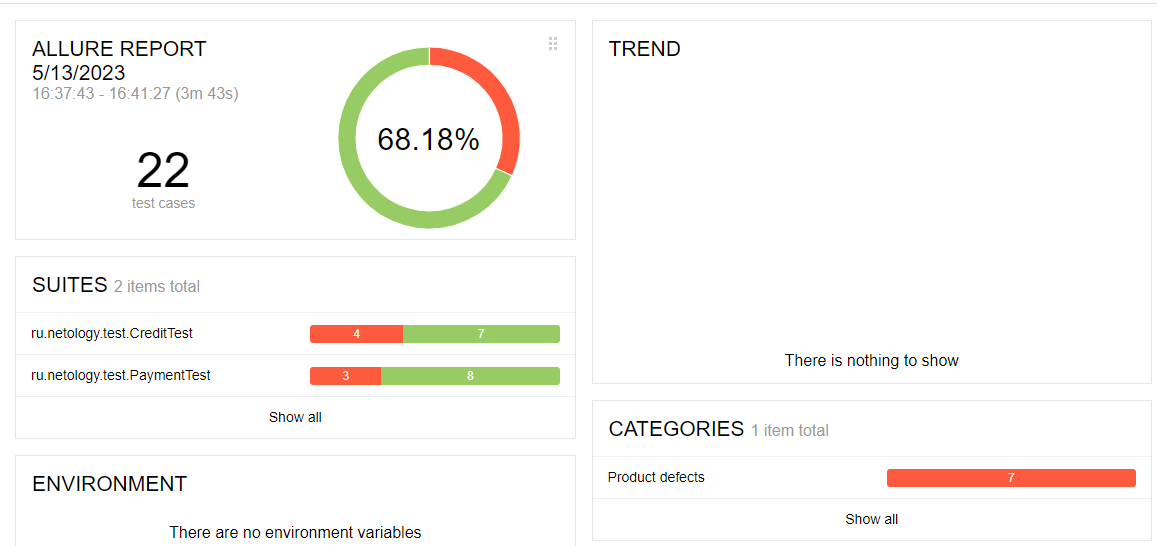 ALLURE REPORT
5/13/2023
16:37:43 - 16:41:27 (3m 43s)
22
test cases
68.18%
SUITES 2 items total
ru.netology.test.CreditTest 4 7
ru.netology.test.PaymentTest 3 8
Show all
ENVIRONMENT
There are no environment variables
TREND
There is nothing to show
CATEGORIES 1 item total
Product defects 7
Show all